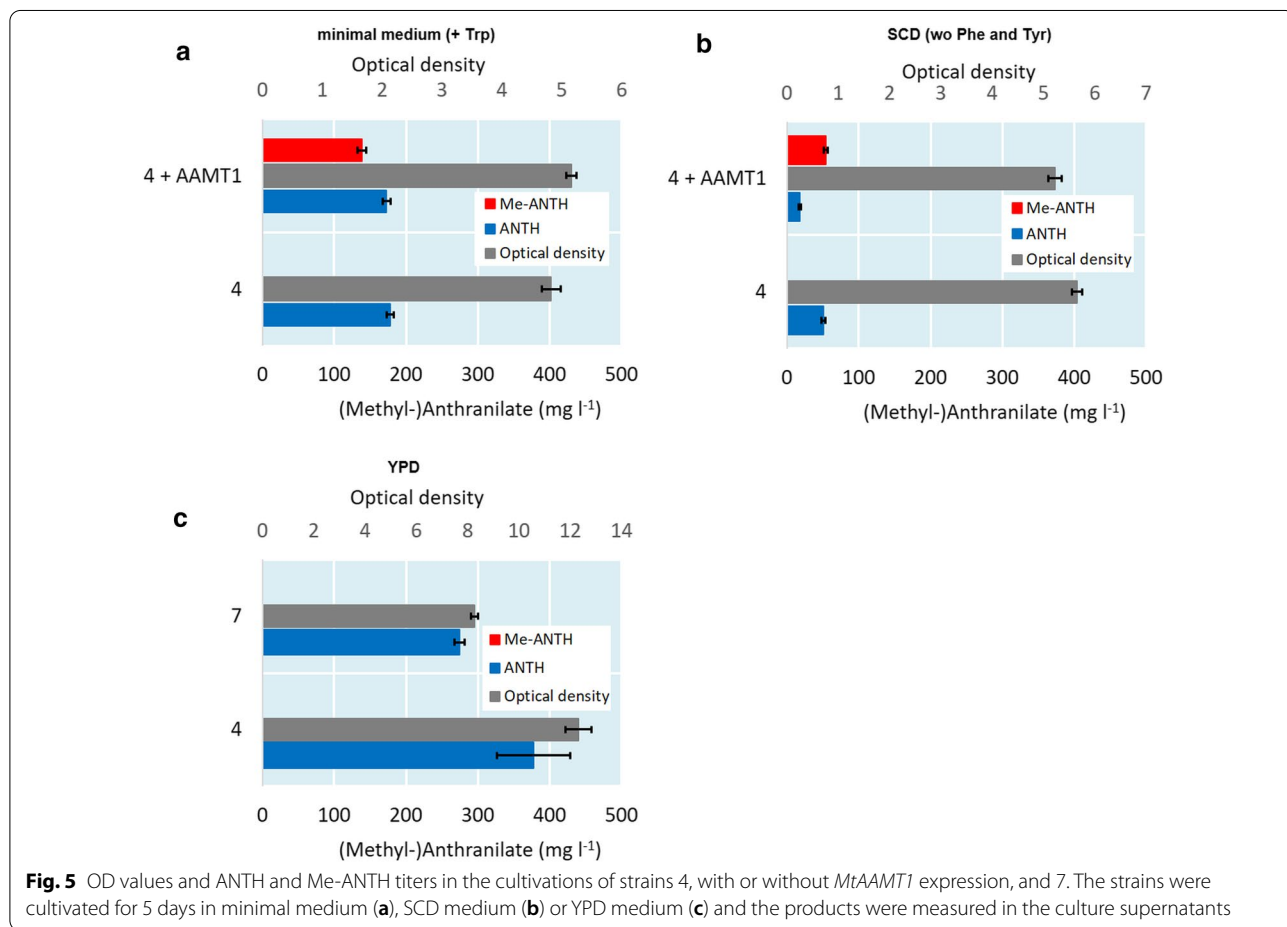 a
minimal medium (+ Trp)
Optical density
0 1 2 3 4 5 6
4 + AAMT1
4
Me-ANTH
ANTH
Optical density
0 100 200 300 400 500
(Methyl-)Anthranilate (mg l⁻¹)
b
SCD (wo Phe and Tyr)
Optical density
0 1 2 3 4 5 6 7
4 + AAMT1
4
Me-ANTH
ANTH
Optical density
0 100 200 300 400 500
(Methyl-)Anthranilate (mg l⁻¹)
c
YPD
Optical density
0 2 4 6 8 10 12 14
7
4
Me-ANTH
ANTH
Optical density
0 100 200 300 400 500
(Methyl-)Anthranilate (mg l⁻¹)
Fig. 5 OD values and ANTH and Me-ANTH titers in the cultivations of strains 4, with or without MtAAMT1 expression, and 7. The strains were
cultivated for 5 days in minimal medium (a), SCD medium (b) or YPD medium (c) and the products were measured in the culture supernatants